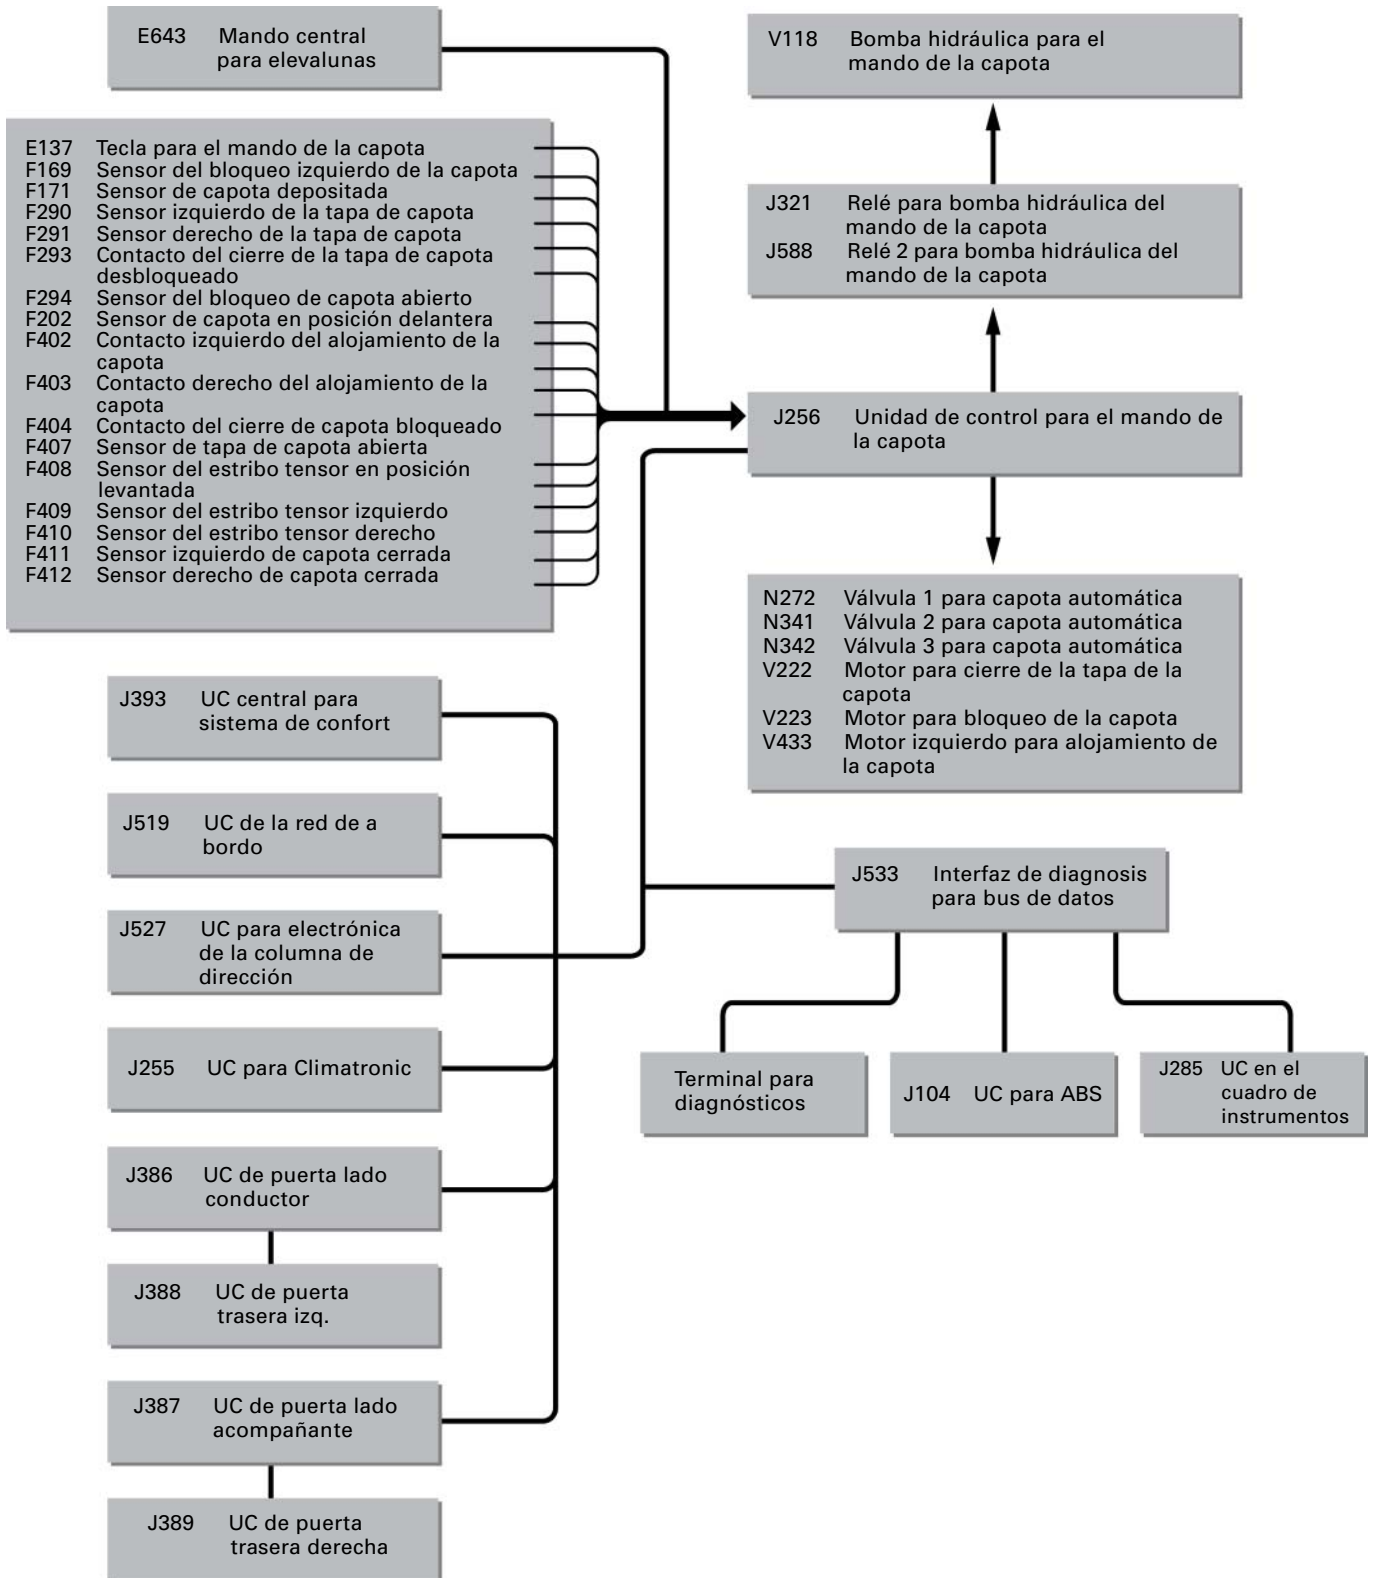 E643 Mando central
para elevalunas
E137 Tecla para el mando de la capota
F169 Sensor del bloqueo izquierdo de la capota
F171 Sensor de capota depositada
F290 Sensor izquierdo de la tapa de capota
F291 Sensor derecho de la tapa de capota
F293 Contacto del cierre de la tapa de capota
desbloqueado
F294 Sensor del bloqueo de capota abierto
F202 Sensor de capota en posición delantera
F402 Contacto izquierdo del alojamiento de la
capota
F403 Contacto derecho del alojamiento de la
capota
F404 Contacto del cierre de capota bloqueado
F407 Sensor de tapa de capota abierta
F408 Sensor del estribo tensor en posición
levantada
F409 Sensor del estribo tensor izquierdo
F410 Sensor del estribo tensor derecho
F411 Sensor izquierdo de capota cerrada
F412 Sensor derecho de capota cerrada
V118 Bomba hidráulica para el
mando de la capota
J321 Relé para bomba hidráulica del
mando de la capota
J588 Relé 2 para bomba hidráulica del
mando de la capota
J256 Unidad de control para el mando de
la capota
N272 Válvula 1 para capota automática
N341 Válvula 2 para capota automática
N342 Válvula 3 para capota automática
V222 Motor para cierre de la tapa de la
capota
V223 Motor para bloqueo de la capota
V433 Motor izquierdo para alojamiento de
la capota
J393 UC central para
sistema de confort
J519 UC de la red de a
bordo
J527 UC para electrónica
de la columna de
dirección
J255 UC para Climatronic
J386 UC de puerta lado
conductor
J388 UC de puerta
trasera izq.
J387 UC de puerta lado
acompañante
J389 UC de puerta
trasera derecha
J533 Interfaz de diagnosis
para bus de datos
Terminal para
diagnósticos
J104 UC para ABS
J285 UC en el
cuadro de
instrumentos